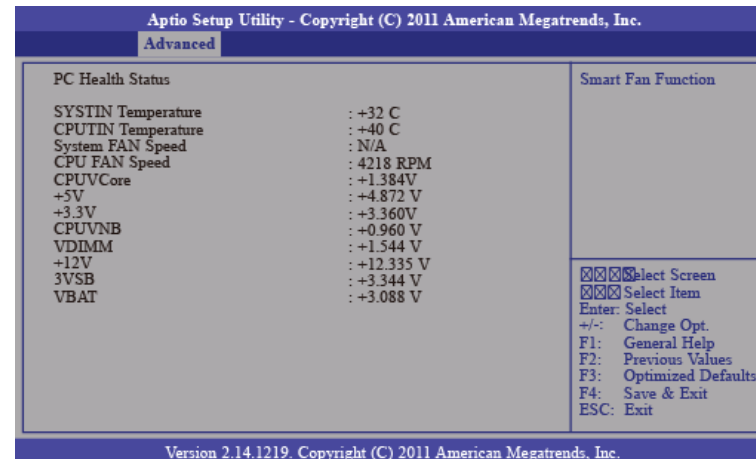 Aptio Setup Utility - Copyright (C) 2011 American Megatrends, Inc.
Advanced
PC Health Status
SYSTIN Temperature : +32 C
CPUTIN Temperature : +40 C
System FAN Speed : N/A
CPU FAN Speed : 4218 RPM
CPUVCore : +1.384V
+5V : +4.872 V
+3.3V : +3.360V
CPUVNB : +0.960 V
VDIMM : +1.544 V
+12V : +12.335 V
3VSB : +3.344 V
VBAT : +3.088 V
Smart Fan Function
Select Screen
Select Item
Enter: Select
+/-: Change Opt.
F1: General Help
F2: Previous Values
F3: Optimized Defaults
F4: Save & Exit
ESC: Exit
Version 2.14.1219. Copyright (C) 2011 American Megatrends, Inc.